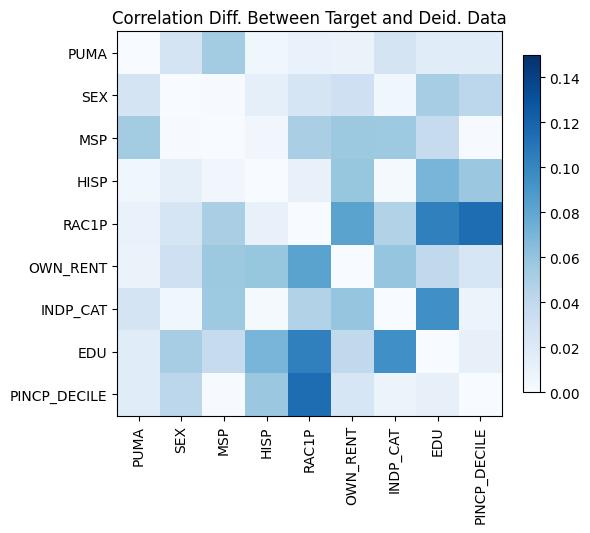 Correlation Diff. Between Target and Deid. Data
PUMA
SEX
MSP
HISP
RAC1P
OWN_RENT
INDP_CAT
EDU
PINCP_DECILE
PUMA
SEX
MSP
HISP
RAC1P
OWN_RENT
INDP_CAT
EDU
PINCP_DECILE
0.14
0.12
0.10
0.08
0.06
0.04
0.02
0.00